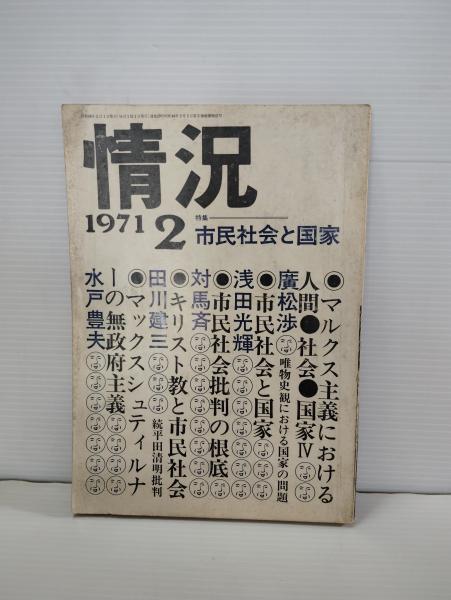 情況
1971 2
特集
市民社会と国家
●マルクス主義における
人間●社会●国家Ⅳ
廣松渉
唯物史観における国家の問題
●市民社会と国家
浅田光輝
●市民社会批判の根底
対馬斉
●キリスト教と市民社会
田川建三
続平田清明批判
●マックスシュティルナ
ーの無政府主義
水戸豊夫